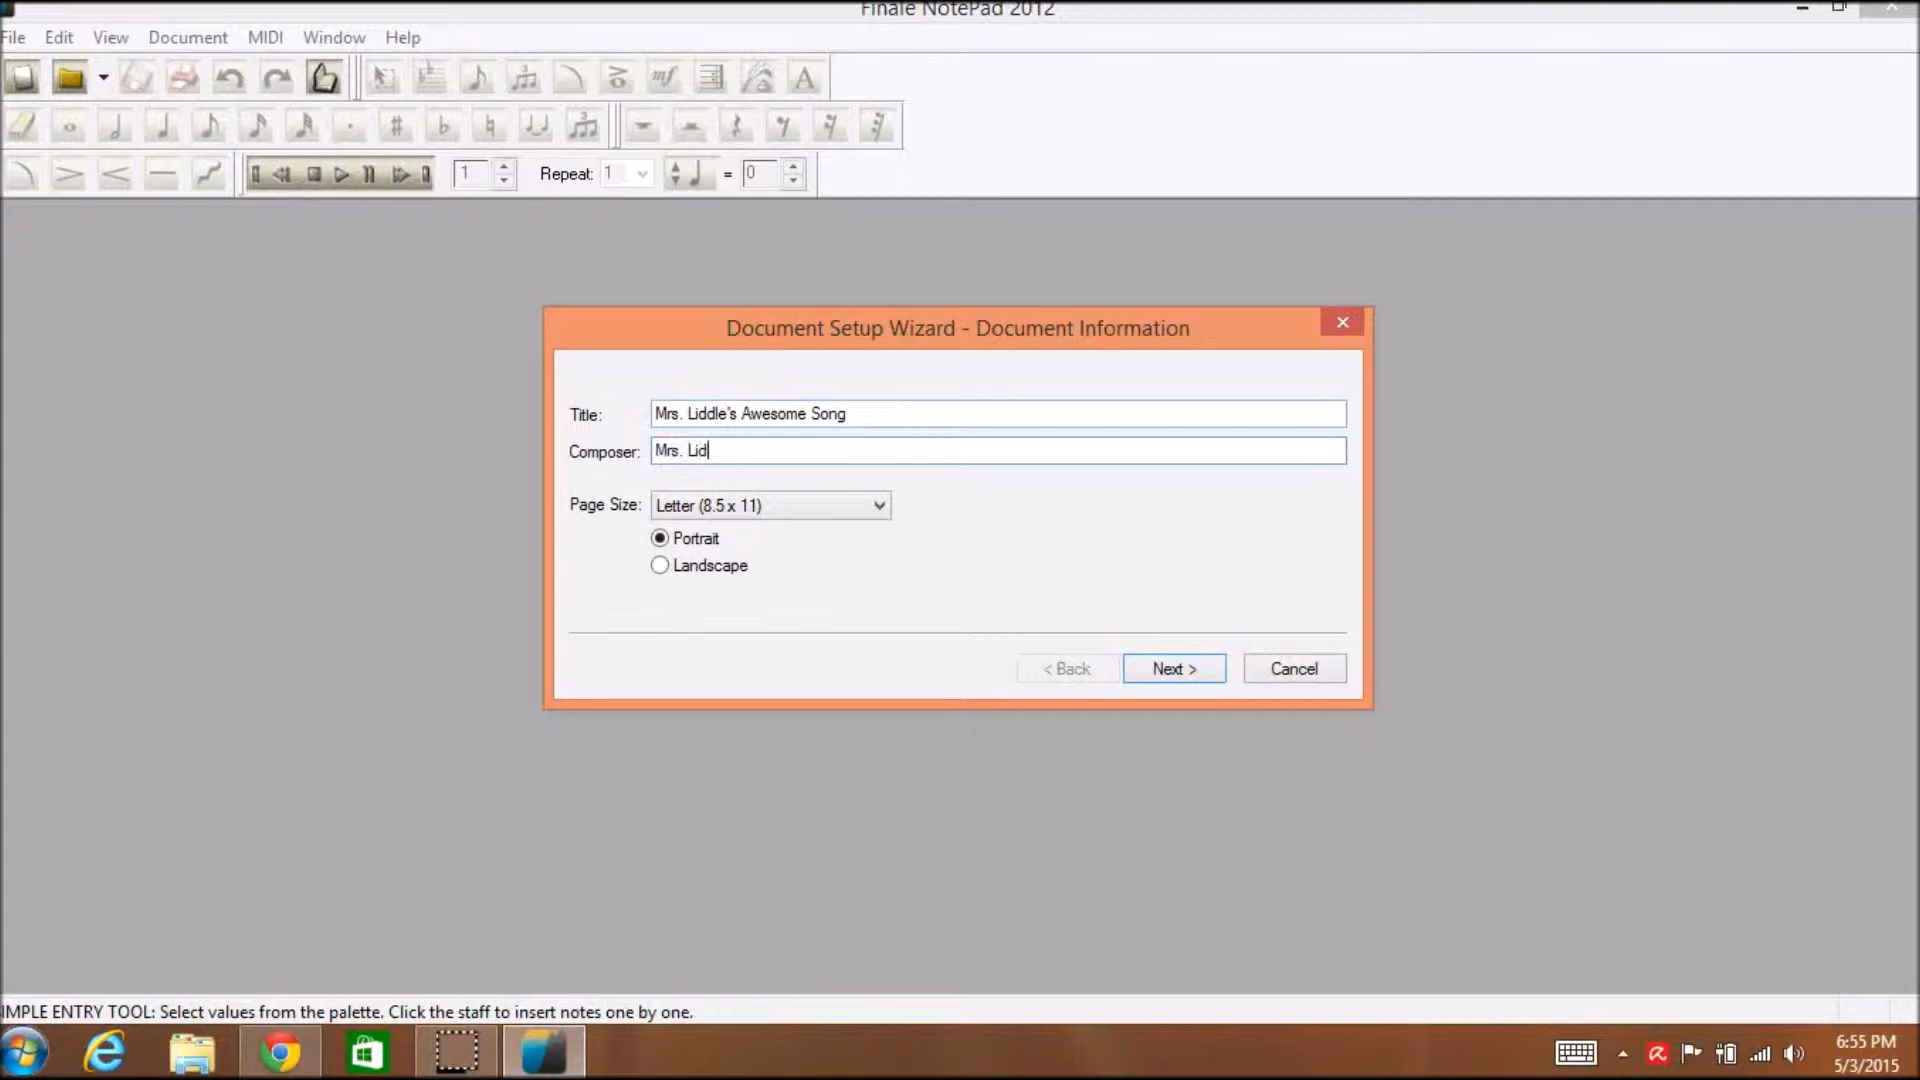 Finale NotePad 2012
File Edit View Document MIDI Window Help
mf A
1 Repeat: 1 = 0
Document Setup Wizard - Document Information
Title: Mrs. Liddle's Awesome Song
Composer: Mrs. Lid
Page Size: Letter (8.5 x 11)
Portrait
Landscape
< Back Next > Cancel
IMPLE ENTRY TOOL: Select values from the palette. Click the staff to insert notes one by one.
6:55 PM
5/3/2015